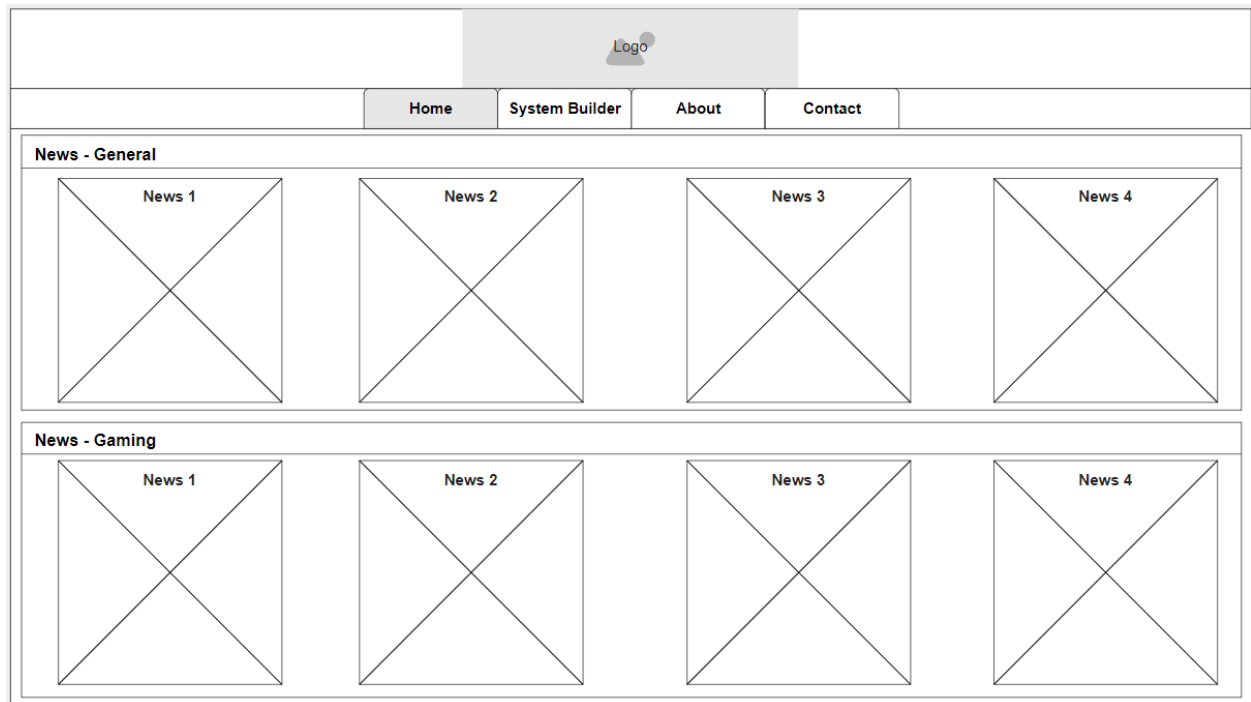 Logo
Home System Builder About Contact
News - General
News 1 News 2 News 3 News 4
News - Gaming
News 1 News 2 News 3 News 4